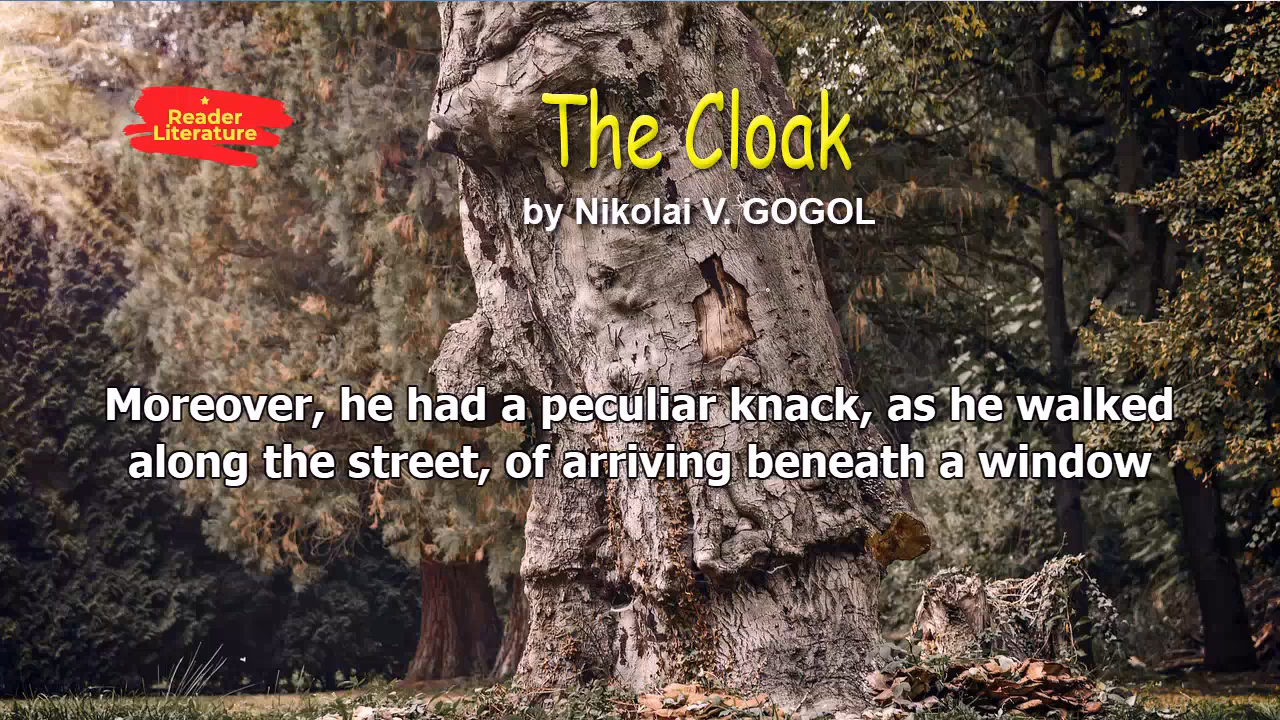 Reader
Literature
The Cloak
by Nikolai V. GOGOL
Moreover, he had a peculiar knack, as he walked
along the street, of arriving beneath a window